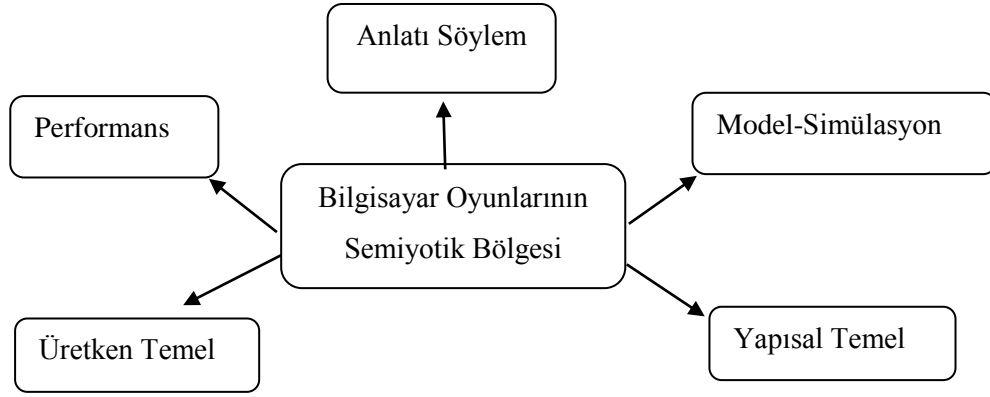 Anlatı Söylem
Performans
Model-Simülasyon
Bilgisayar Oyunlarının
Semiyotik Bölgesi
Üretken Temel
Yapısal Temel